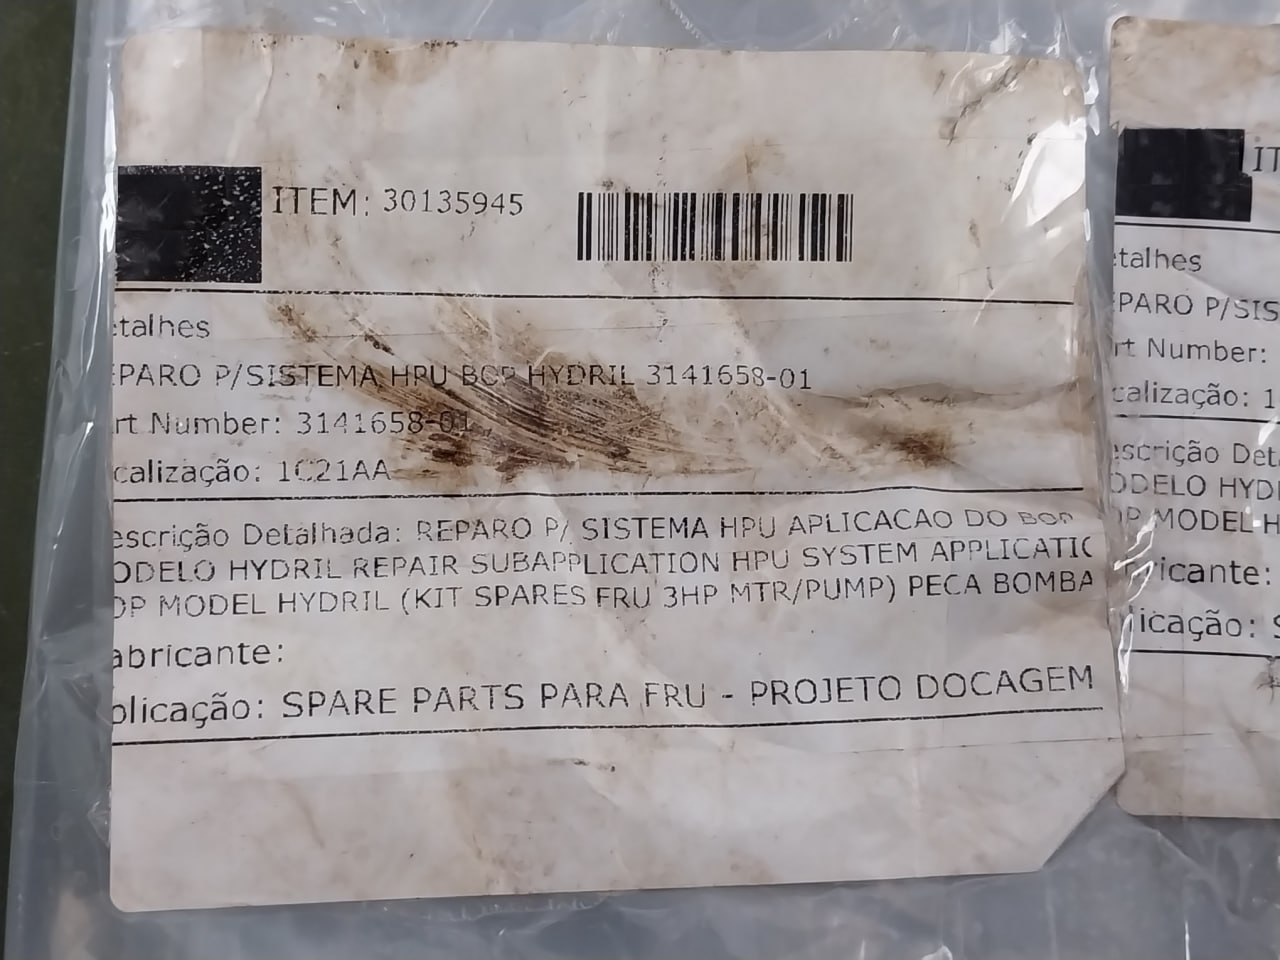 ITEM: 30135945
etalhes
EPARO P/SISTEMA HPU BOP HYDRIL 3141658-01
rt Number: 3141658-01
calização: 1C21AA
escrição Detalhada: REPARO P/ SISTEMA HPU APLICACAO DO BOP
ODELO HYDRIL REPAIR SUBAPPLICATION HPU SYSTEM APPLICATIC
OP MODEL HYDRIL (KIT SPARES FRU 3HP MTR/PUMP) PECA BOMBA
abricante:
plicação: SPARE PARTS PARA FRU - PROJETO DOCAGEM
IT
etalhes
EPARO P/SIS
rt Number:
calização: 1
escrição Deta
ODELO HYD
OP MODEL H
ricante:
licação: S